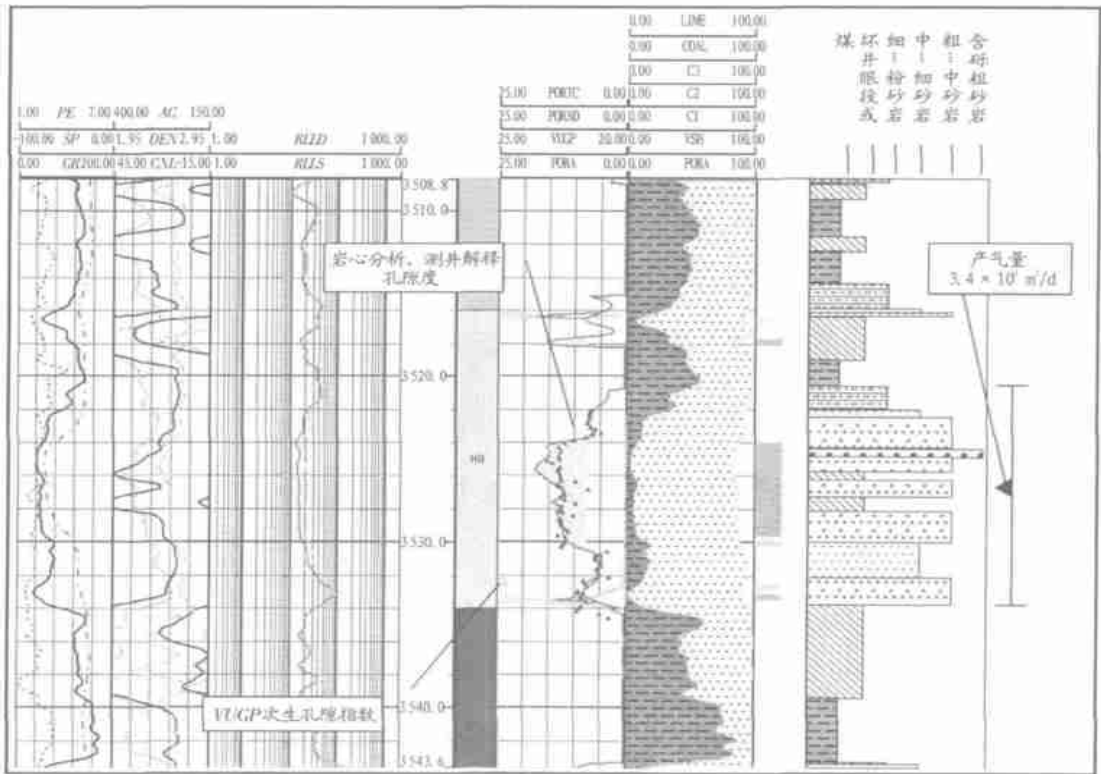 0.00 LIME 100.00
0.00 COAL 100.00
0.00 C3 100.00
25.00 PORTC 0.00 0.00 C2 100.00
1.00 PE 7.00 400.00 AC 150.00
25.00 0.00 0.00 C1 100.00
-100.00 SP 0.00 1.95 DEN 2.95 1.00 RLLD 1 000.00
25.00 VUGP 20.00 0.00 VSH 100.00
0.00 GR 200.00 45.00 CNL -15.00 1.00 RLLS 1 000.00
25.00 PORA 0.00 0.00 PORA 100.00
煤
坏井眼段或
细—粉砂岩
中—细砂岩
粗—中砂岩
含砾粗砂岩
3 508.8
3 510.0
岩心分析、测井解释
孔隙度
产气量
3 520.0
3 530.0
VUGP次生孔隙指数
3 540.0
3 543.6